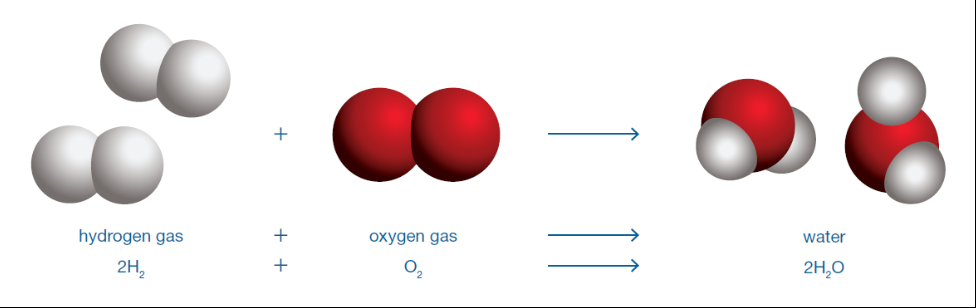 + →
hydrogen gas + oxygen gas → water
2H₂ + O₂ → 2H₂O